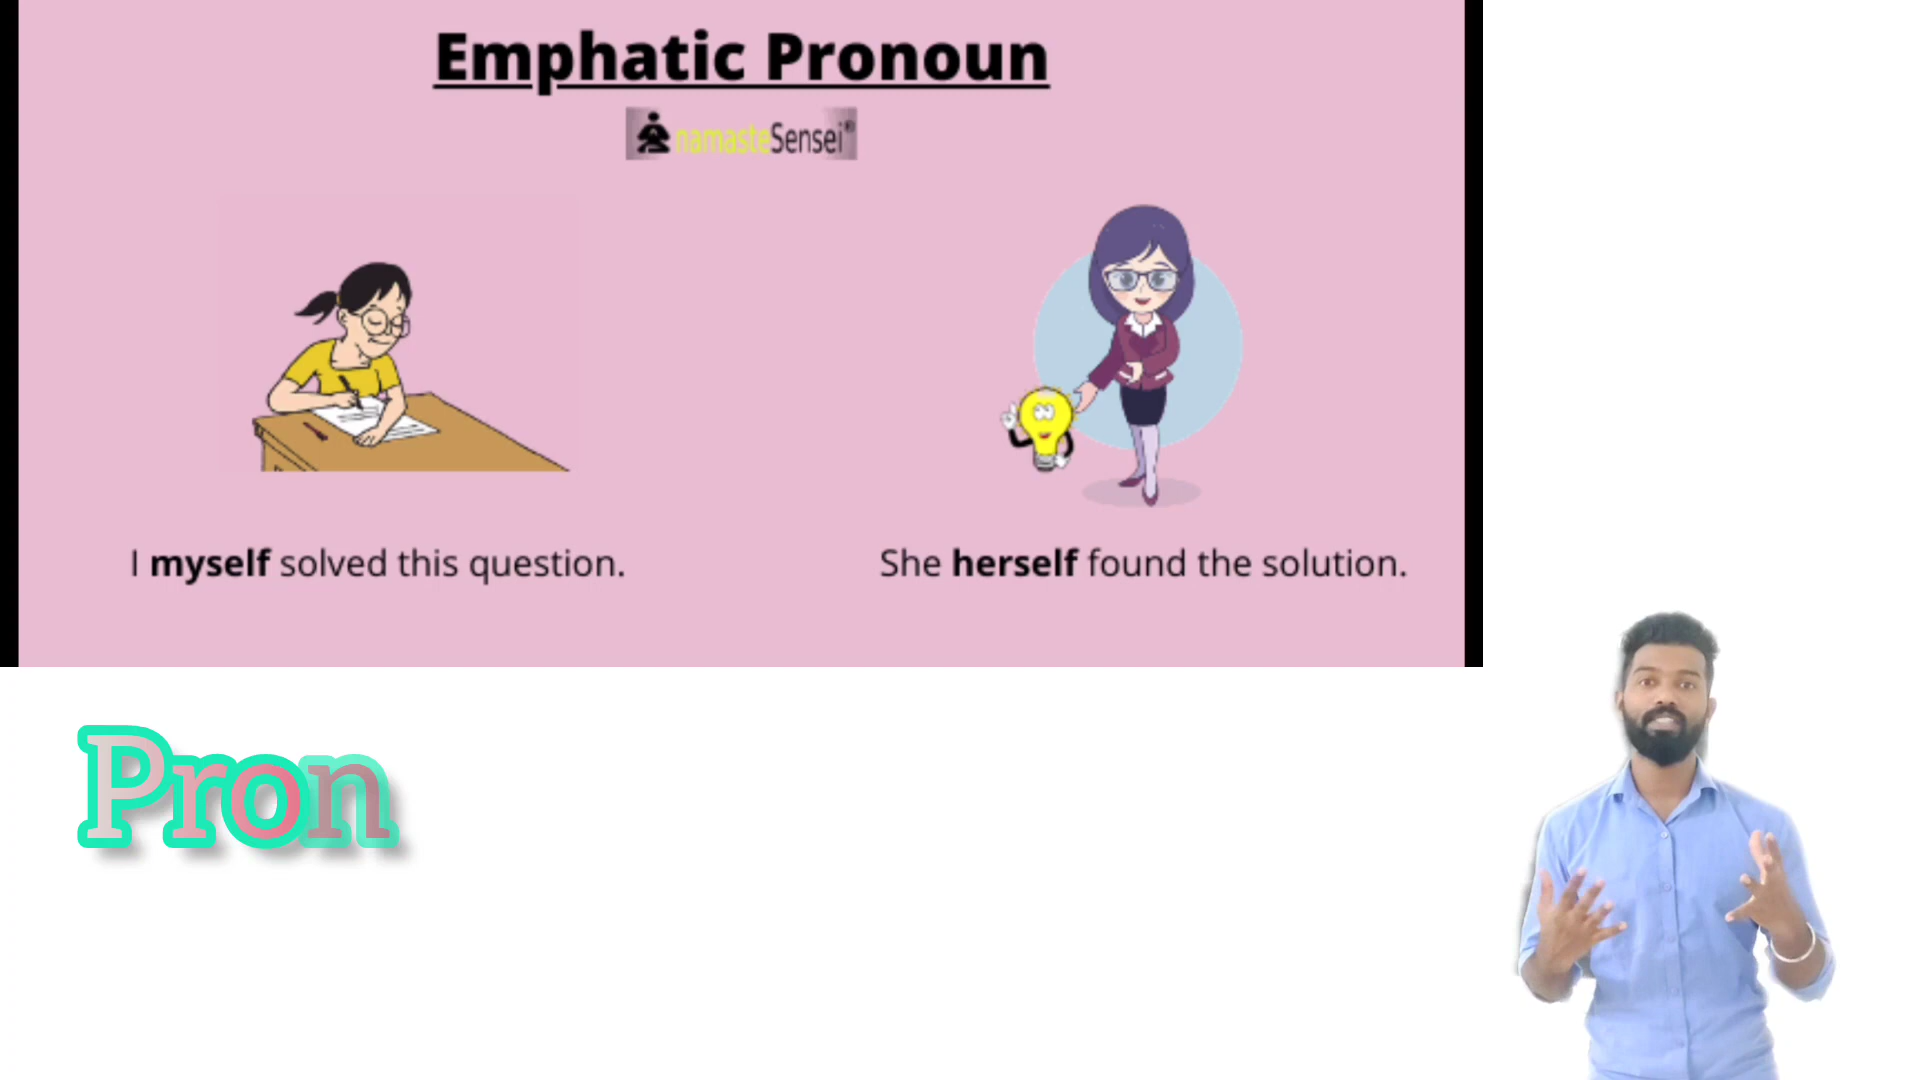 Emphatic Pronoun
namasteSensei®
I myself solved this question.
She herself found the solution.
Pron